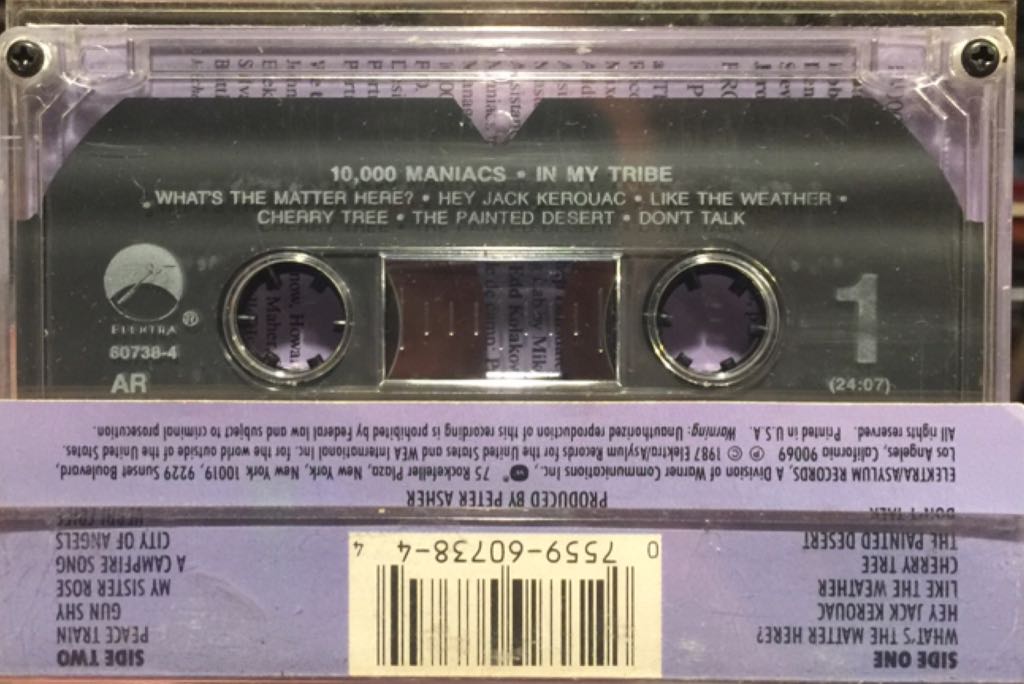 10,000 MANIACS • IN MY TRIBE
WHAT'S THE MATTER HERE? • HEY JACK KEROUAC • LIKE THE WEATHER •
CHERRY TREE • THE PAINTED DESERT • DON'T TALK
ELEKTRA ®
60738-4
AR
1
(24:07)
SIDE ONE
WHAT'S THE MATTER HERE?
HEY JACK KEROUAC
LIKE THE WEATHER
CHERRY TREE
THE PAINTED DESERT
DON'T TALK
0 7559-60738-4 4
SIDE TWO
PEACE TRAIN
GUN SHY
MY SISTER ROSE
A CAMPFIRE SONG
CITY OF ANGELS
VERDI CRIES
PRODUCED BY PETER ASHER
ELEKTRA/ASYLUM RECORDS, A Division of Warner Communications Inc., 75 Rockefeller Plaza, New York, New York 10019, 9229 Sunset Boulevard,
Los Angeles, California 90069 ℗ © 1987 Elektra/Asylum Records for the United States and WEA International Inc. for the world outside of the United States.
All rights reserved. Printed in U.S.A. Warning: Unauthorized reproduction of this recording is prohibited by Federal law and subject to criminal prosecution.